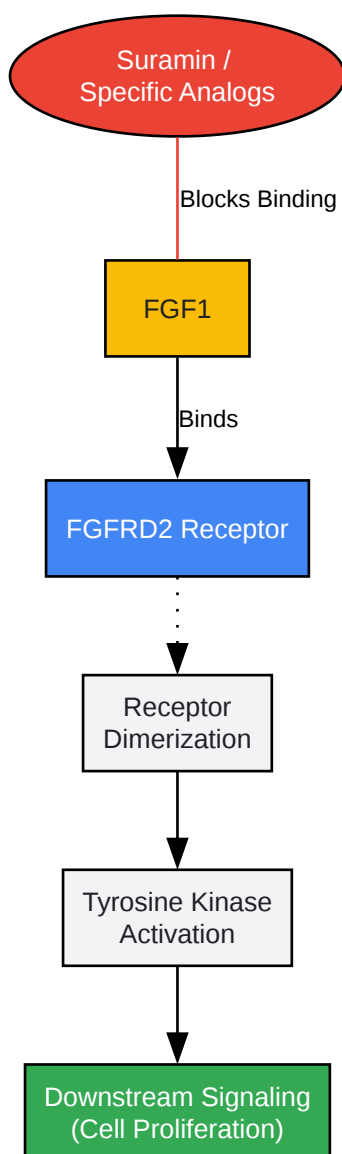 Suramin /
Specific Analogs
Blocks Binding
FGF1
Binds
FGFRD2 Receptor
Receptor
Dimerization
Tyrosine Kinase
Activation
Downstream Signaling
(Cell Proliferation)